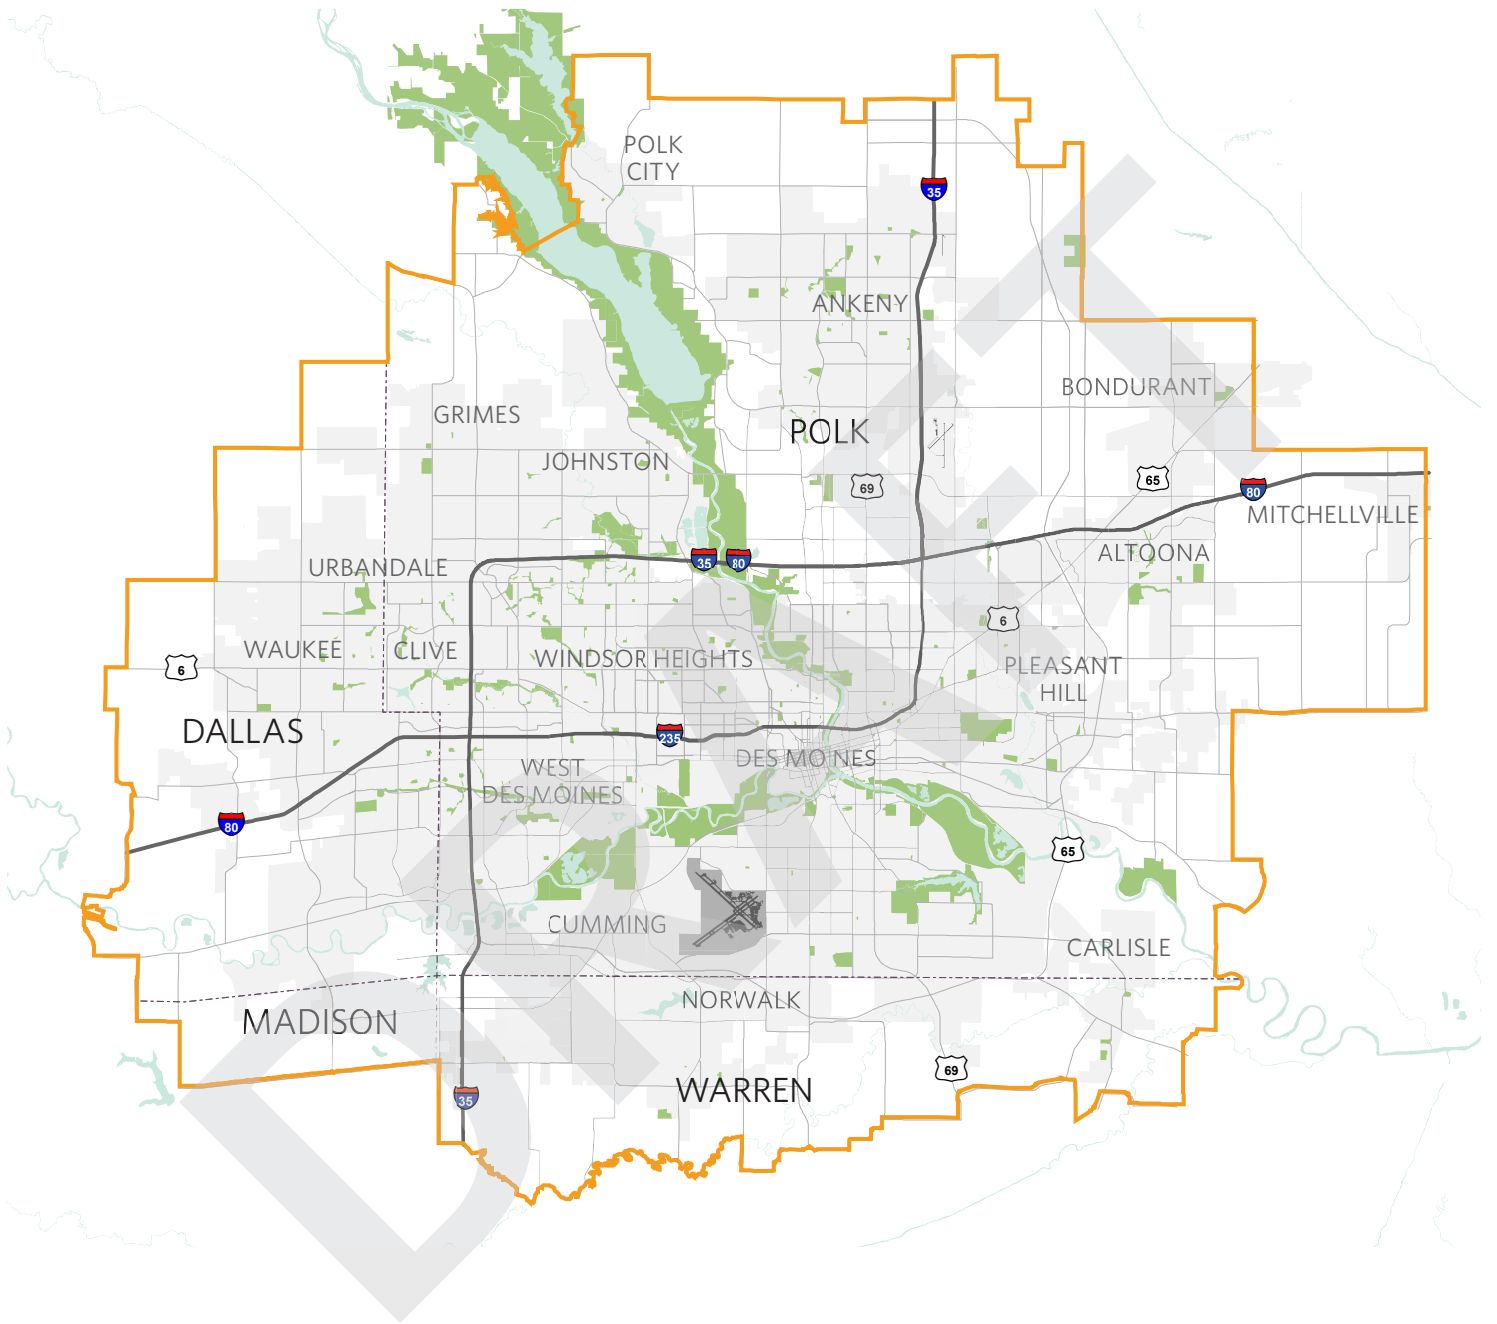 POLK
CITY
35
ANKENY
BONDURANT
GRIMES
POLK
JOHNSTON
69
65
80
MITCHELLVILLE
ALTOONA
35
80
URBANDALE
6
WAUKEE
CLIVE
WINDSOR HEIGHTS
6
PLEASANT
HILL
DALLAS
235
DES MOINES
WEST
DES MOINES
80
65
CUMMING
CARLISLE
NORWALK
MADISON
69
WARREN
35
DRAFT